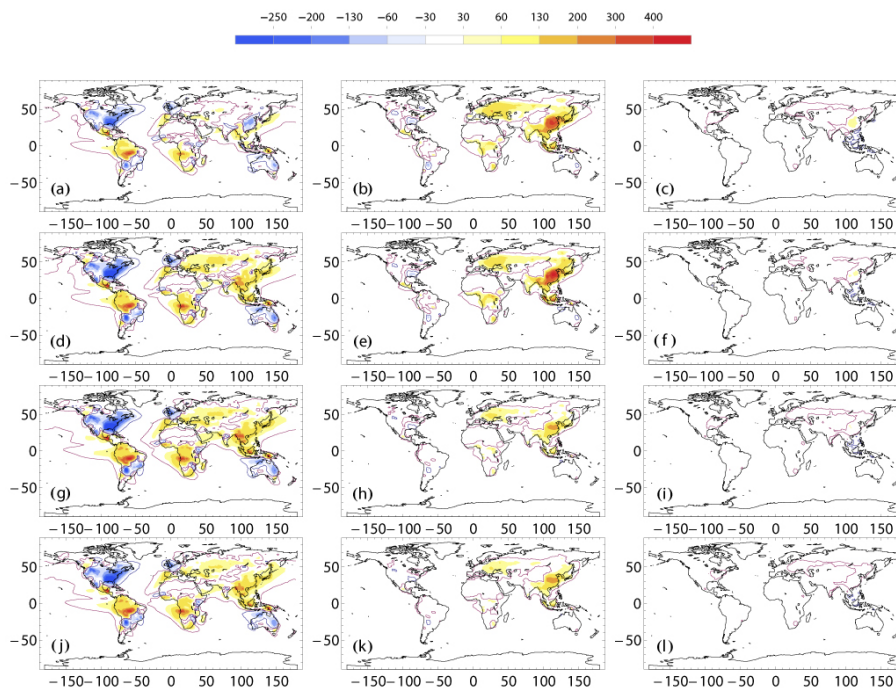 −250 −200 −130 −60 −30 30 60 130 200 300 400
50 0 −50 (a) 50 0 −50 (b) 50 0 −50 (c)
−150 −100 −50 0 50 100 150 −150 −100 −50 0 50 100 150 −150 −100 −50 0 50 100 150
50 0 −50 (d) 50 0 −50 (e) 50 0 −50 (f)
−150 −100 −50 0 50 100 150 −150 −100 −50 0 50 100 150 −150 −100 −50 0 50 100 150
50 0 −50 (g) 50 0 −50 (h) 50 0 −50 (i)
−150 −100 −50 0 50 100 150 −150 −100 −50 0 50 100 150 −150 −100 −50 0 50 100 150
50 0 −50 (j) 50 0 −50 (k) 50 0 −50 (l)
−150 −100 −50 0 50 100 150 −150 −100 −50 0 50 100 150 −150 −100 −50 0 50 100 150